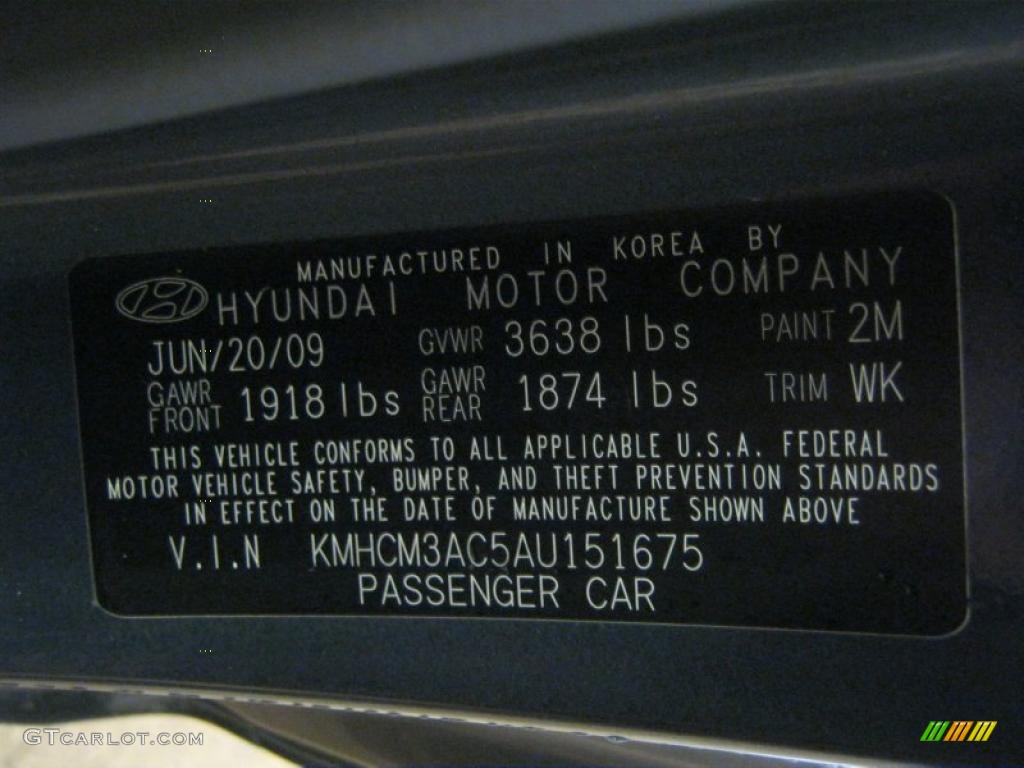 MANUFACTURED IN KOREA BY
HYUNDAI MOTOR COMPANY
JUN/20/09 GVWR 3638 lbs PAINT 2M
GAWR FRONT 1918 lbs GAWR REAR 1874 lbs TRIM WK
THIS VEHICLE CONFORMS TO ALL APPLICABLE U.S.A. FEDERAL
MOTOR VEHICLE SAFETY, BUMPER, AND THEFT PREVENTION STANDARDS
IN EFFECT ON THE DATE OF MANUFACTURE SHOWN ABOVE
V.I.N KMHCM3AC5AU151675
PASSENGER CAR
GTCARLOT.COM